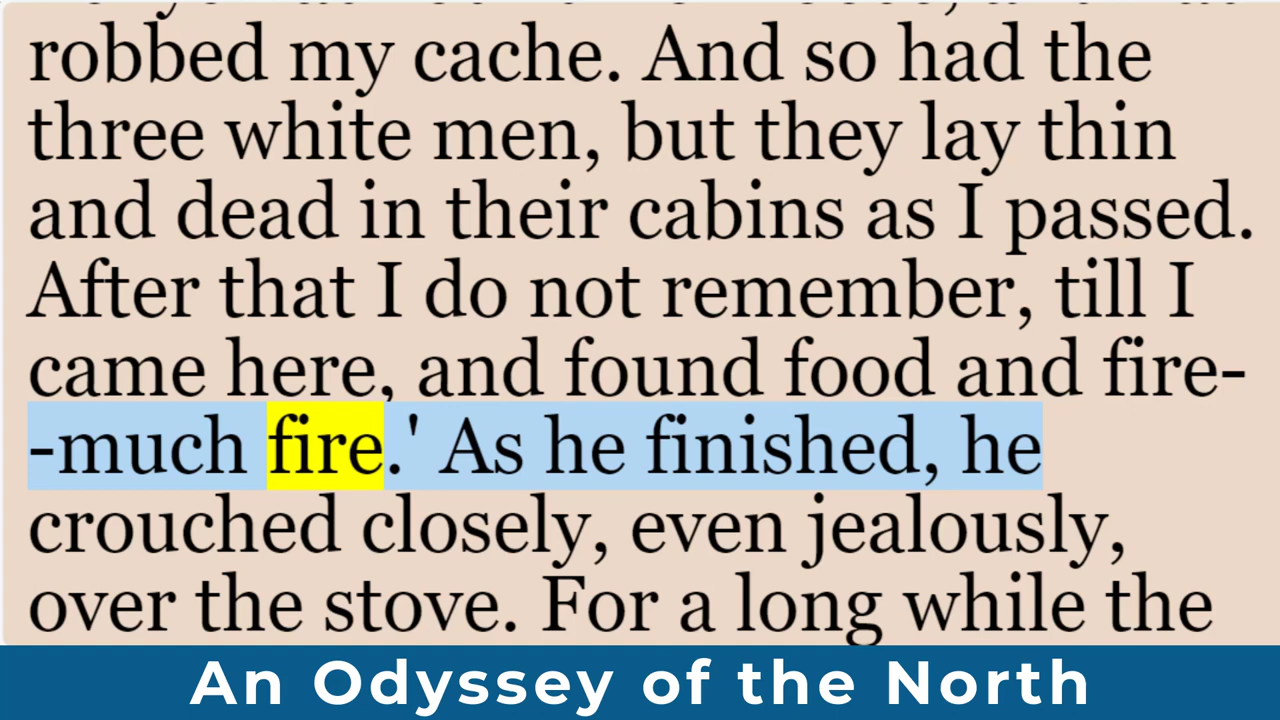 robbed my cache. And so had the
three white men, but they lay thin
and dead in their cabins as I passed.
After that I do not remember, till I
came here, and found food and fire-
-much fire.' As he finished, he
crouched closely, even jealously,
over the stove. For a long while the
An Odyssey of the North